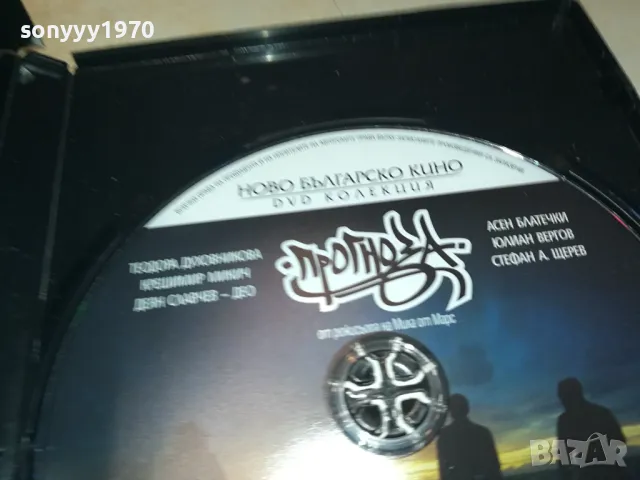 sonyyy1970
НОВО БЪЛГАРСКО КИНО
DVD КОЛЕКЦИЯ
ПРОГНОЗА
ТЕОДОРА ДУХОВНИКОВА
КРЕШИМИР МИКИЧ
ДЕЯН СЛАВЧЕВ – ДЕО
АСЕН БЛАТЕЧКИ
ЮЛИАН ВЕРГОВ
СТЕФАН А. ЩЕРЕВ
от режисьора на Мила от Марс
BAZAR
bg